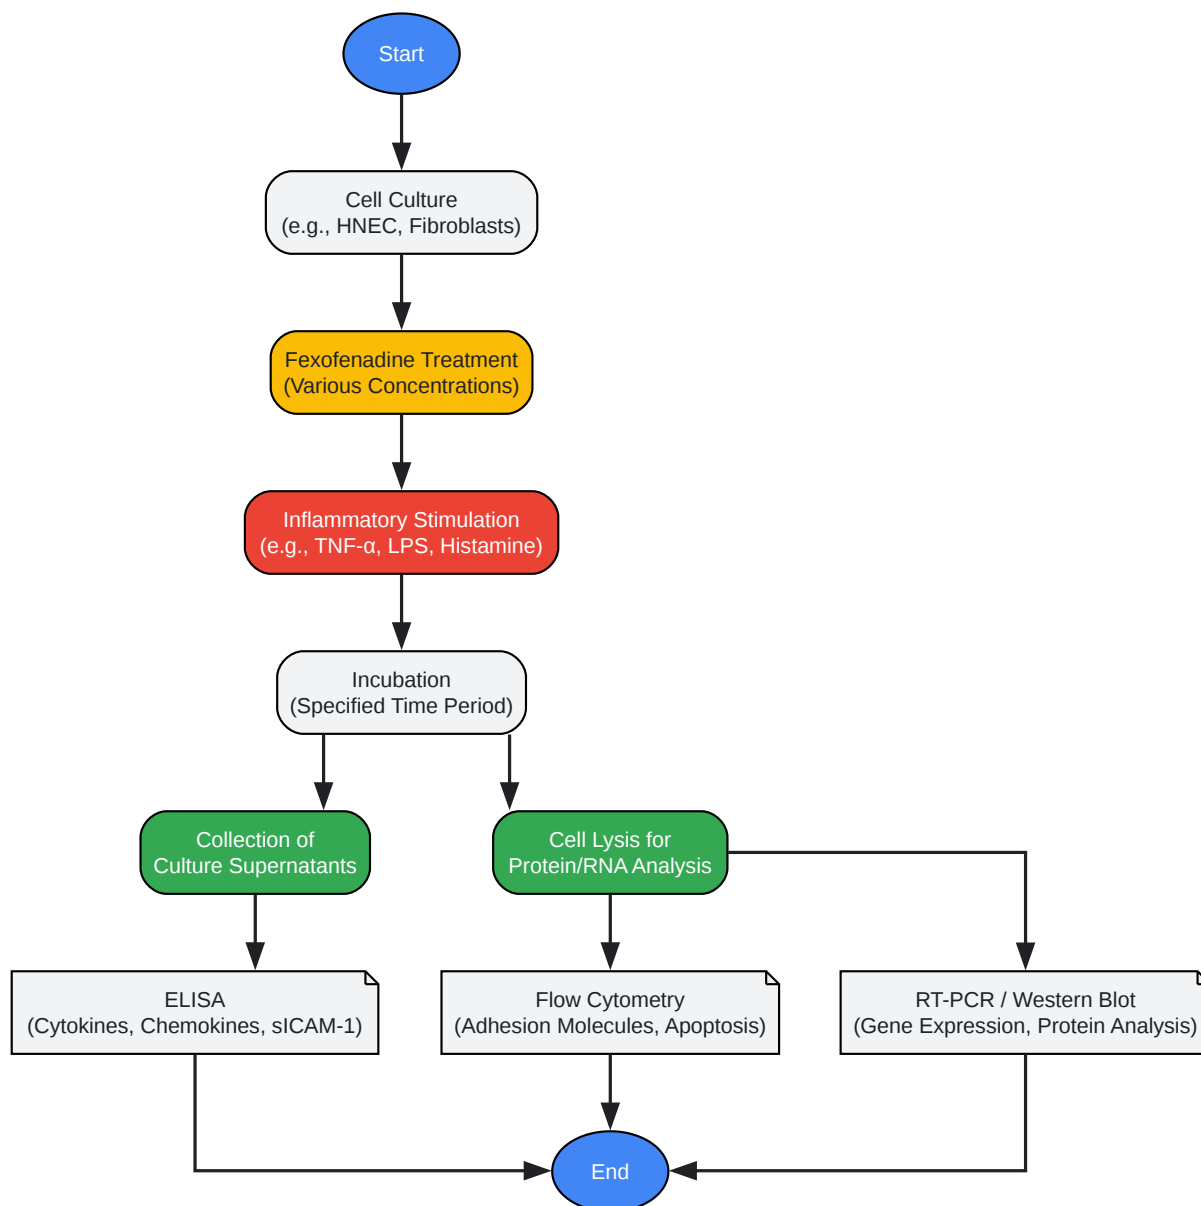 Start
Cell Culture
(e.g., HNEC, Fibroblasts)
Fexofenadine Treatment
(Various Concentrations)
Inflammatory Stimulation
(e.g., TNF-α, LPS, Histamine)
Incubation
(Specified Time Period)
Collection of
Culture Supernatants
Cell Lysis for
Protein/RNA Analysis
ELISA
(Cytokines, Chemokines, sICAM-1)
Flow Cytometry
(Adhesion Molecules, Apoptosis)
RT-PCR / Western Blot
(Gene Expression, Protein Analysis)
End